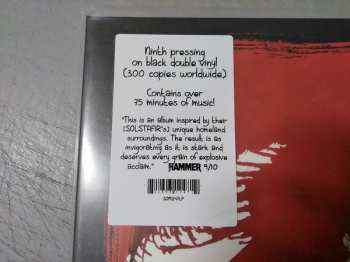 Ninth pressing
on black double vinyl
(300 copies worldwide)
Contains over
75 minutes of music!
"This is an album inspired by their
[SOLSTAFIR's] unique homeland
surroundings. The result is as
invigorating as it is stark and
deserves every grain of explosive
acclaim." HAMMER 9/10